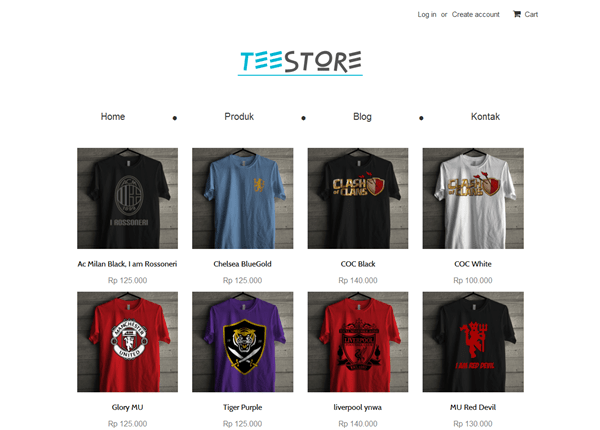 Log in or Create account Cart
TEESTORE
Home Produk Blog Kontak
I ROSSONERI
CLASH OF CLANS
CLASH OF CLANS
Ac Milan Black, I am Rossoneri Chelsea BlueGold COC Black COC White
Rp 125.000 Rp 125.000 Rp 140.000 Rp 100.000
MANCHESTER
UNITED
LIVERPOOL
I AM RED DEVIL
Glory MU Tiger Purple liverpool ynwa MU Red Devil
Rp 125.000 Rp 125.000 Rp 140.000 Rp 130.000